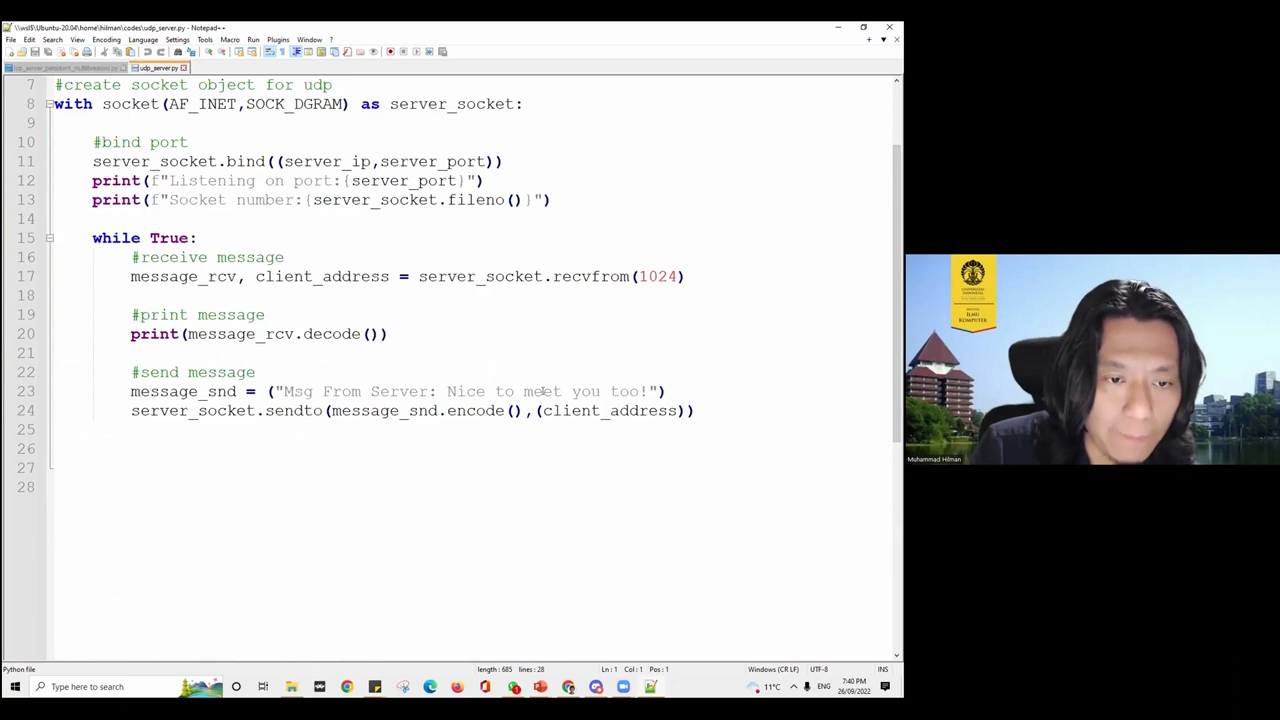 \\wsl$\Ubuntu-20.04\home\hilman\codes\udp_server.py - Notepad++
File Edit Search View Encoding Language Settings Tools Macro Run Plugins Window ?
udp_server.py
7 #create socket object for udp
8 with socket(AF_INET,SOCK_DGRAM) as server_socket:
9
10 #bind port
11 server_socket.bind((server_ip,server_port))
12 print(f"Listening on port:{server_port}")
13 print(f"Socket number:{server_socket.fileno()}")
14
15 while True:
16 #receive message
17 message_rcv, client_address = server_socket.recvfrom(1024)
18
19 #print message
20 print(message_rcv.decode())
21
22 #send message
23 message_snd = ("Msg From Server: Nice to meet you too!")
24 server_socket.sendto(message_snd.encode(),(client_address))
25
26
27
28
Python file length : 685 lines : 28 Ln : 1 Col : 1 Pos : 1 Windows (CR LF) UTF-8 INS
Type here to search
11°C ENG
7:40 PM
26/09/2022
UNIVERSITAS INDONESIA
ILMU
KOMPUTER
Muhammad Hilman